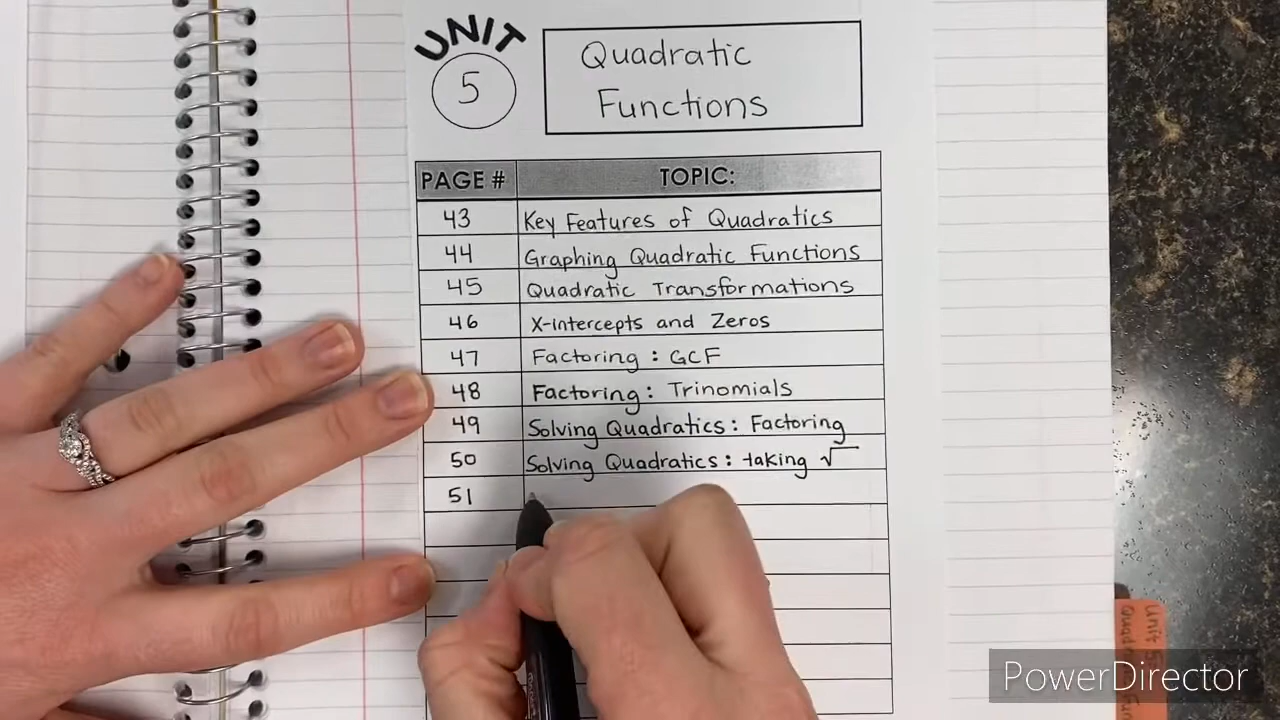 UNIT
5
Quadratic
Functions
PAGE # TOPIC:
43 Key Features of Quadratics
44 Graphing Quadratic Functions
45 Quadratic Transformations
46 X-intercepts and Zeros
47 Factoring : GCF
48 Factoring : Trinomials
49 Solving Quadratics : Factoring
50 Solving Quadratics : taking √
51
Unit 5
PowerDirector